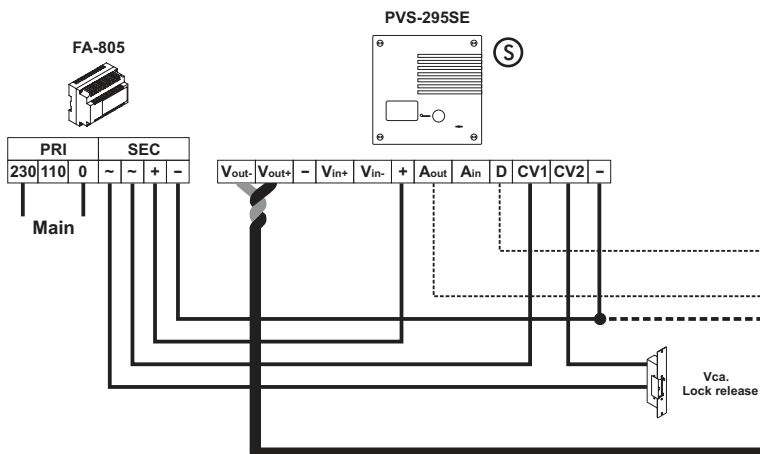 PVS-295SE
FA-805
S
PRI SEC
230 110 0 ~ ~ + –
Vout- Vout+ – Vin+ Vin- + Aout Ain D CV1 CV2 –
Main
Vca.
Lock release